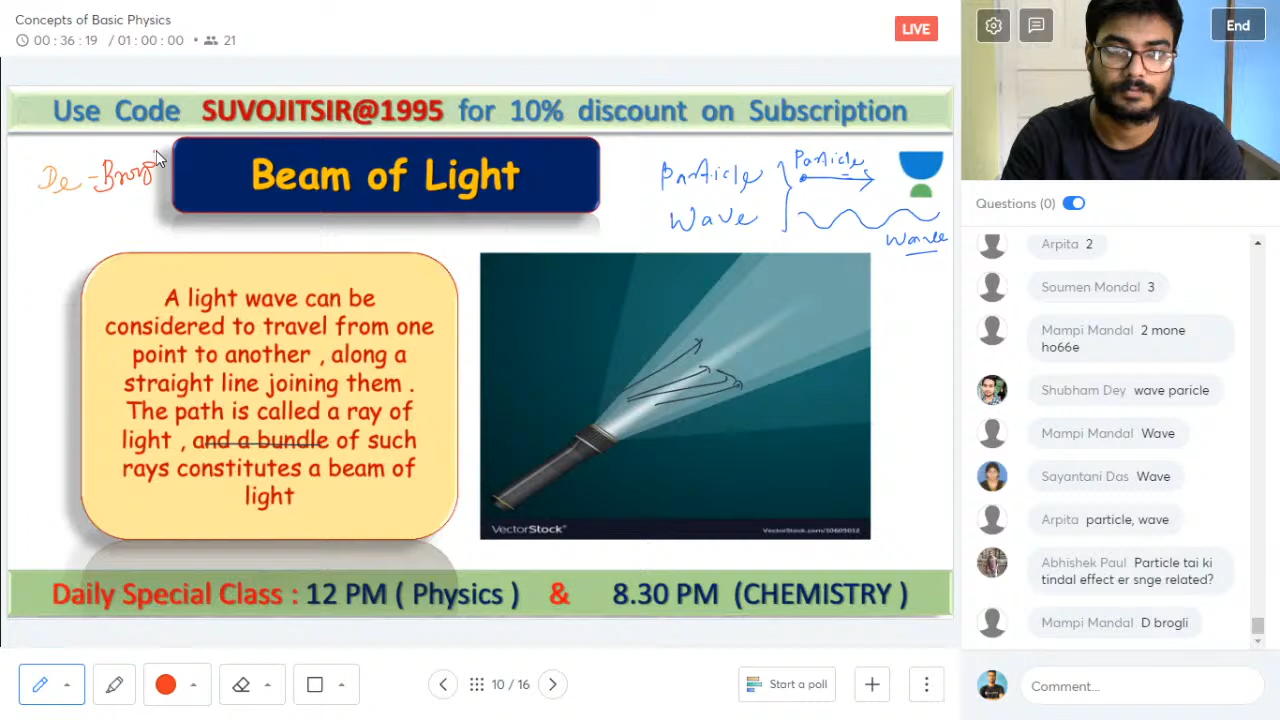 Concepts of Basic Physics
00 : 36 : 19 / 01 : 00 : 00 • 21
LIVE
End
Use Code SUVOJITSIR@1995 for 10% discount on Subscription
De - Brog
Beam of Light
Particle
Wave
Particle
Wave
A light wave can be
considered to travel from one
point to another , along a
straight line joining them .
The path is called a ray of
light , and a bundle of such
rays constitutes a beam of
light
VectorStock®
VectorStock.com/10605012
Daily Special Class : 12 PM ( Physics ) & 8.30 PM (CHEMISTRY )
10 / 16
Start a poll
Questions (0)
Arpita 2
Soumen Mondal 3
Mampi Mandal 2 mone
ho66e
Shubham Dey wave paricle
Mampi Mandal Wave
Sayantani Das Wave
Arpita particle, wave
Abhishek Paul Particle tai ki
tindal effect er snge related?
Mampi Mandal D brogli
Comment...